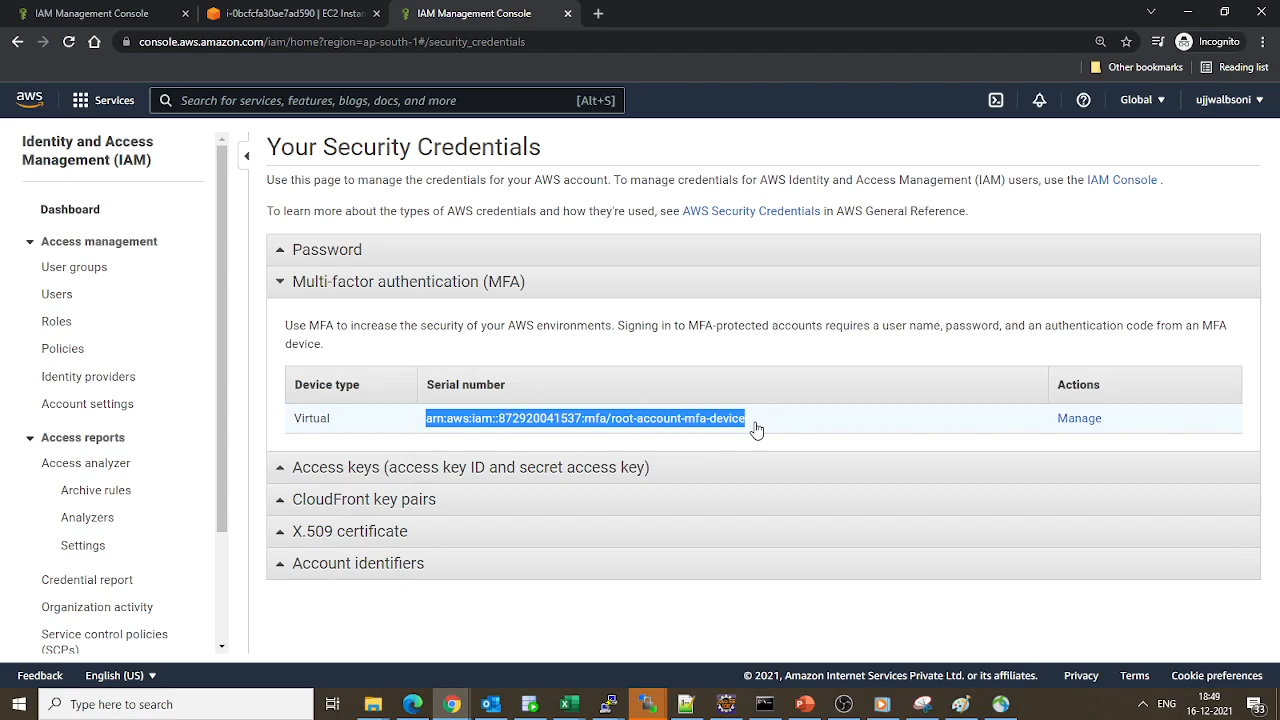 IAM Management Console
i-0bcfcfa30ae7ad590 | EC2 Instan
IAM Management Console
console.aws.amazon.com/iam/home?region=ap-south-1#/security_credentials
Incognito
Other bookmarks
Reading list
aws
Services
Search for services, features, blogs, docs, and more
[Alt+S]
Global
ujjwalbsoni
Identity and Access
Management (IAM)
Dashboard
Access management
User groups
Users
Roles
Policies
Identity providers
Account settings
Access reports
Access analyzer
Archive rules
Analyzers
Settings
Credential report
Organization activity
Service control policies
(SCPs)
Your Security Credentials
Use this page to manage the credentials for your AWS account. To manage credentials for AWS Identity and Access Management (IAM) users, use the IAM Console .
To learn more about the types of AWS credentials and how they're used, see AWS Security Credentials in AWS General Reference.
Password
Multi-factor authentication (MFA)
Use MFA to increase the security of your AWS environments. Signing in to MFA-protected accounts requires a user name, password, and an authentication code from an MFA
device.
Device type Serial number Actions
Virtual arn:aws:iam::872920041537:mfa/root-account-mfa-device Manage
Access keys (access key ID and secret access key)
CloudFront key pairs
X.509 certificate
Account identifiers
Feedback
English (US)
© 2021, Amazon Internet Services Private Ltd. or its affiliates.
Privacy
Terms
Cookie preferences
Type here to search
ENG
18:49
16-12-2021
3